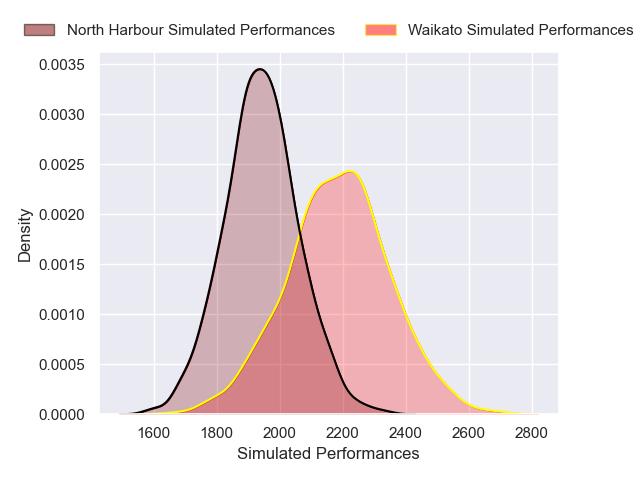 North Harbour Simulated Performances Waikato Simulated Performances
0.0035
0.0030
0.0025
0.0020
0.0015
0.0010
0.0005
0.0000
Density
1600 1800 2000 2200 2400 2600 2800
Simulated Performances